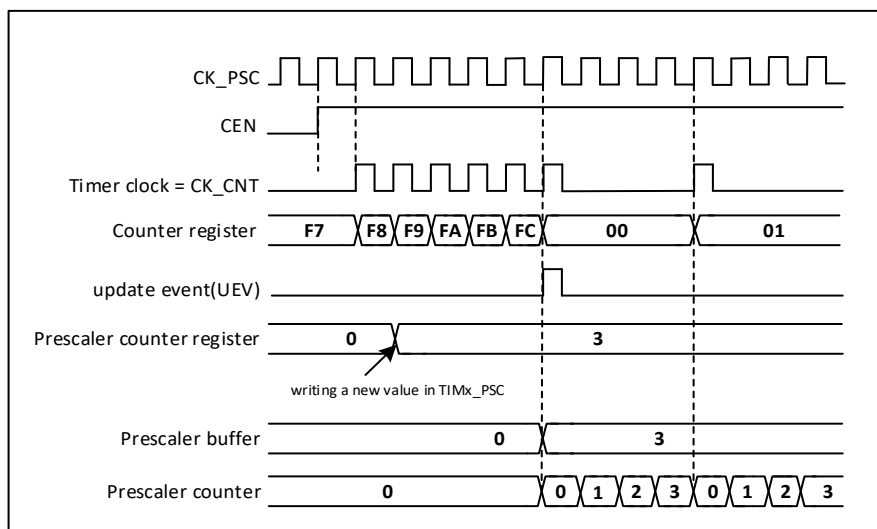 CK_PSC
CEN
Timer clock = CK_CNT
Counter register F7 F8 F9 FA FB FC 00 01
update event(UEV)
Prescaler counter register 0 3
writing a new value in TIMx_PSC
Prescaler buffer 0 3
Prescaler counter 0 0 1 2 3 0 1 2 3